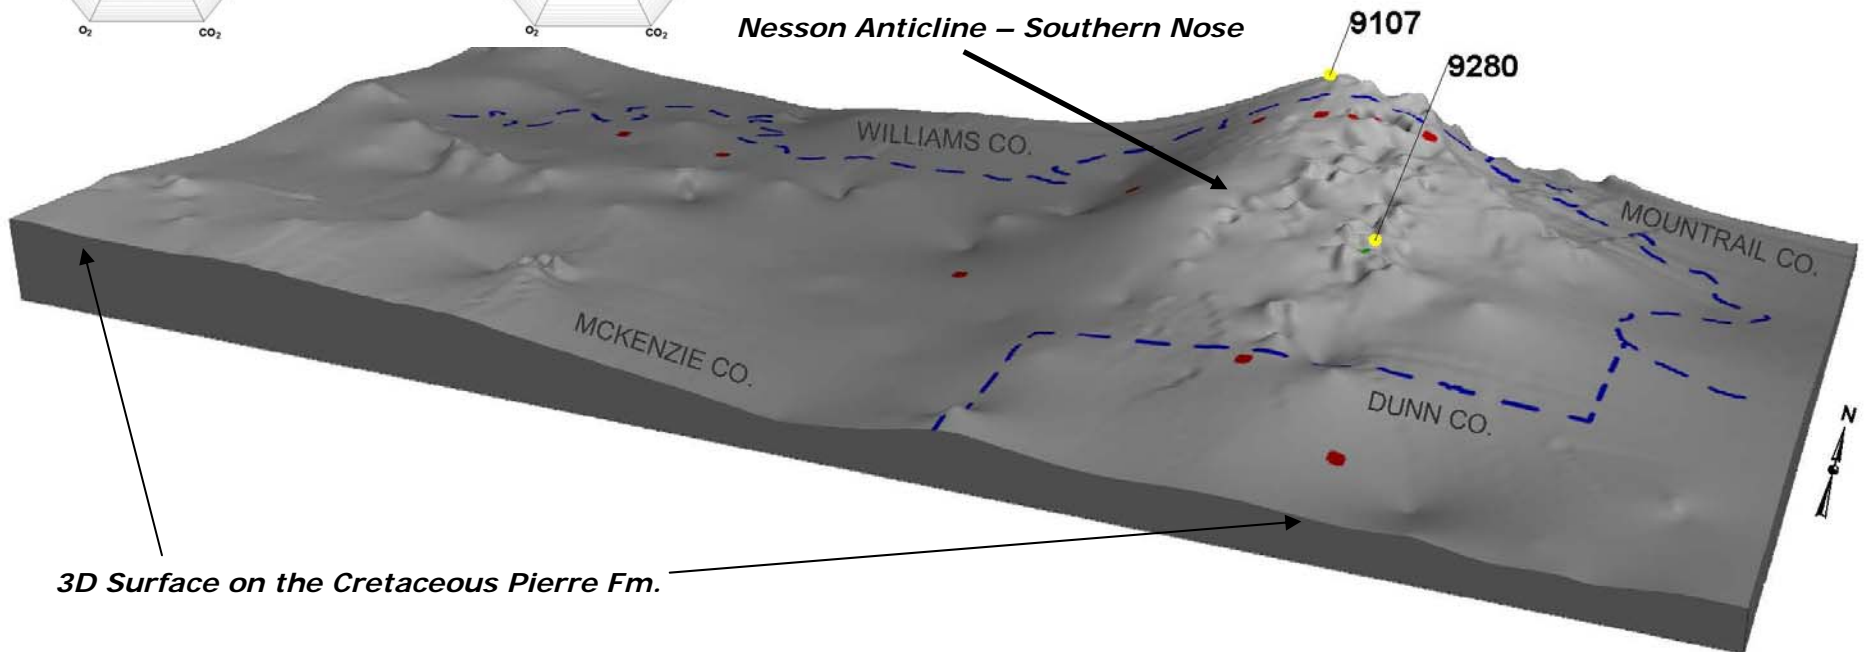 O₂
CO₂
O₂
CO₂
Nesson Anticline – Southern Nose
9107
9280
WILLIAMS CO.
MOUNTRAIL CO.
MCKENZIE CO.
DUNN CO.
N
3D Surface on the Cretaceous Pierre Fm.